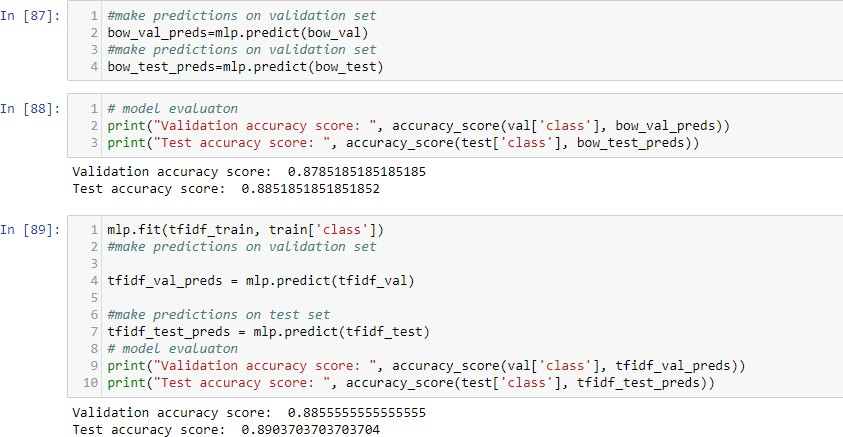 In [87]:
1 #make predictions on validation set
2 bow_val_preds=mlp.predict(bow_val)
3 #make predictions on validation set
4 bow_test_preds=mlp.predict(bow_test)
In [88]:
1 # model evaluaton
2 print("Validation accuracy score: ", accuracy_score(val['class'], bow_val_preds))
3 print("Test accuracy score: ", accuracy_score(test['class'], bow_test_preds))
Validation accuracy score:  0.8785185185185185
Test accuracy score:  0.8851851851851852
In [89]:
1 mlp.fit(tfidf_train, train['class'])
2 #make predictions on validation set
3
4 tfidf_val_preds = mlp.predict(tfidf_val)
5
6 #make predictions on test set
7 tfidf_test_preds = mlp.predict(tfidf_test)
8 # model evaluaton
9 print("Validation accuracy score: ", accuracy_score(val['class'], tfidf_val_preds))
10 print("Test accuracy score: ", accuracy_score(test['class'], tfidf_test_preds))
Validation accuracy score:  0.8855555555555555
Test accuracy score:  0.8903703703703704